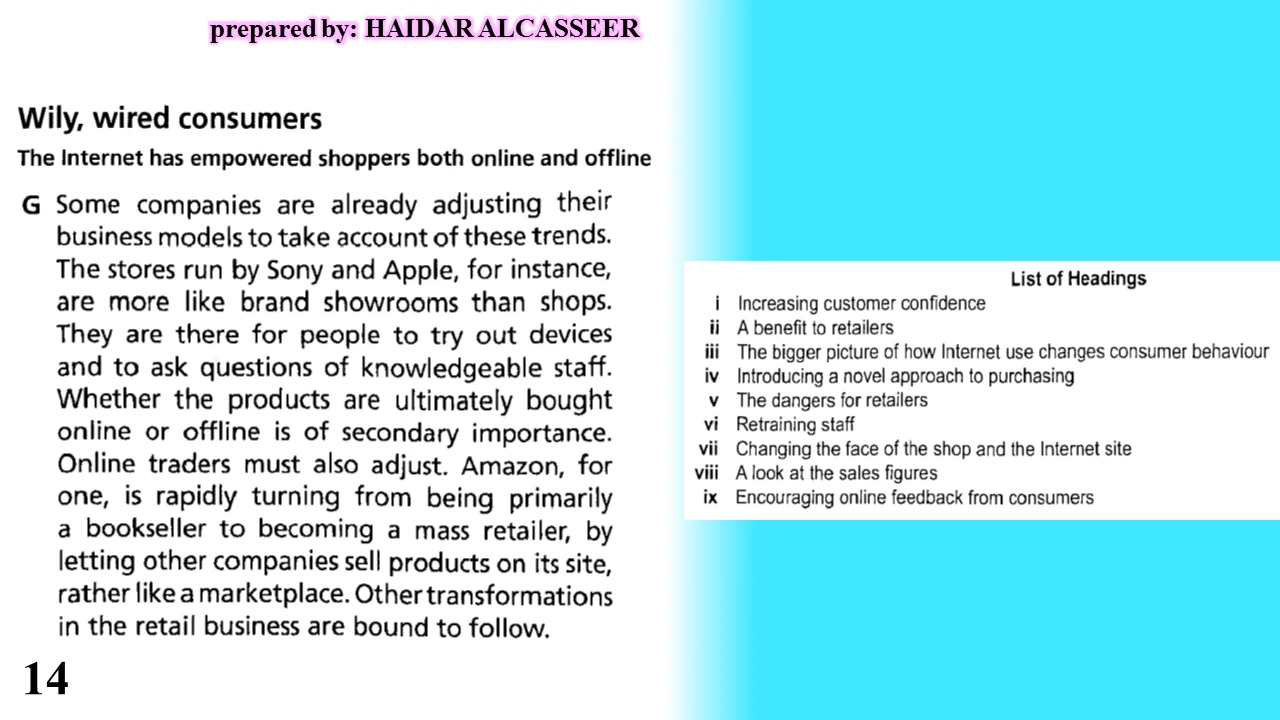 prepared by: HAIDAR ALCASSEER
Wily, wired consumers
The Internet has empowered shoppers both online and offline
G Some companies are already adjusting their
business models to take account of these trends.
The stores run by Sony and Apple, for instance,
are more like brand showrooms than shops.
They are there for people to try out devices
and to ask questions of knowledgeable staff.
Whether the products are ultimately bought
online or offline is of secondary importance.
Online traders must also adjust. Amazon, for
one, is rapidly turning from being primarily
a bookseller to becoming a mass retailer, by
letting other companies sell products on its site,
rather like a marketplace. Other transformations
in the retail business are bound to follow.
14
List of Headings
i Increasing customer confidence
ii A benefit to retailers
iii The bigger picture of how Internet use changes consumer behaviour
iv Introducing a novel approach to purchasing
v The dangers for retailers
vi Retraining staff
vii Changing the face of the shop and the Internet site
viii A look at the sales figures
ix Encouraging online feedback from consumers